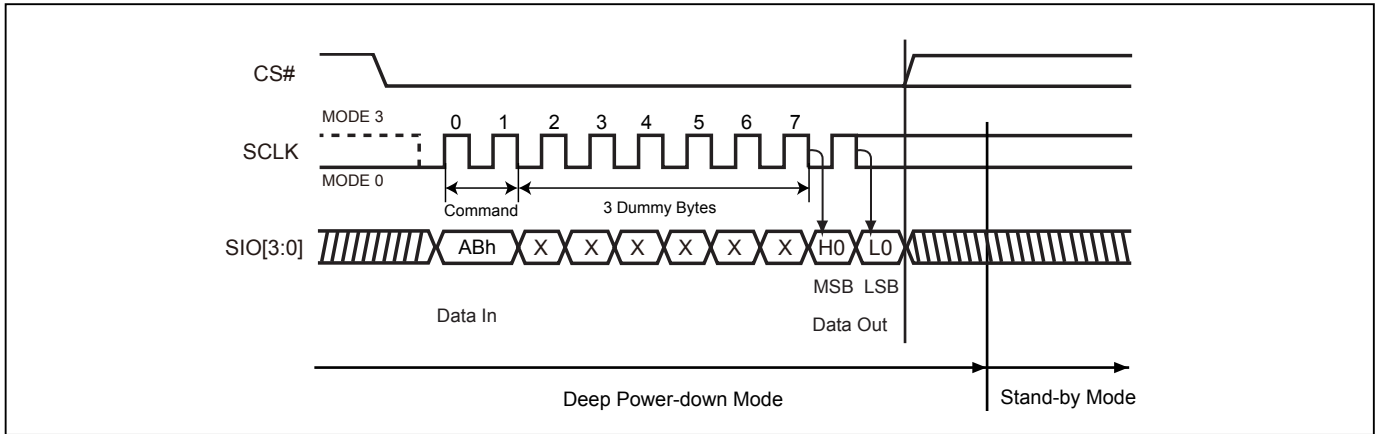 CS#
MODE 3
0 1 2 3 4 5 6 7
SCLK
MODE 0
Command
3 Dummy Bytes
SIO[3:0]
ABh X X X X X X H0 L0
MSB LSB
Data In
Data Out
Deep Power-down Mode
Stand-by Mode